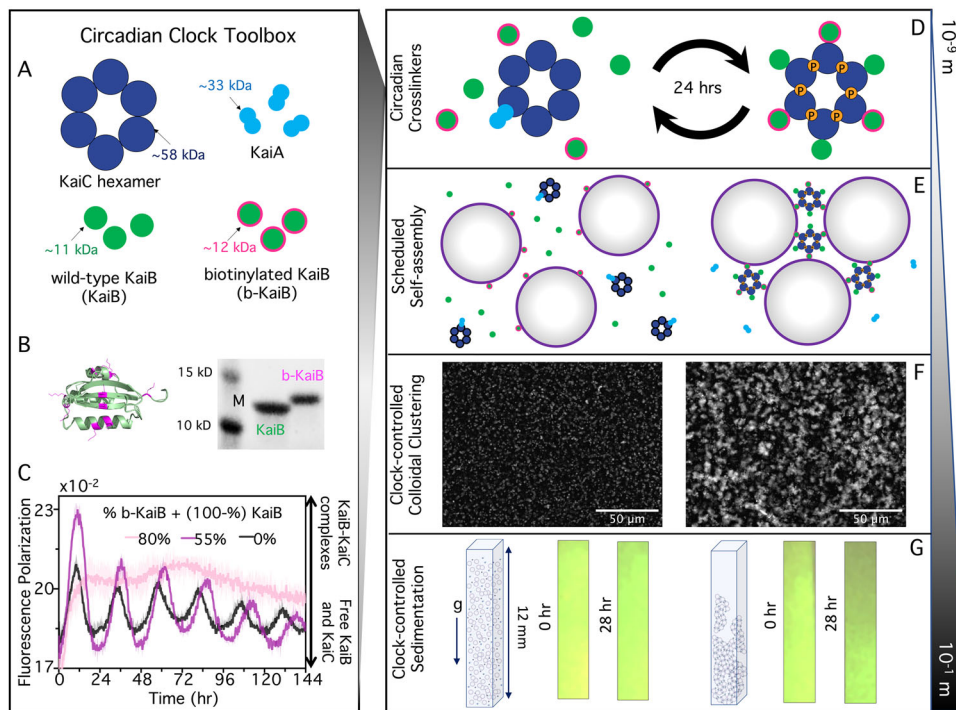 Circadian Clock Toolbox
A
~33 kDa
~58 kDa
KaiA
KaiC hexamer
~11 kDa
~12 kDa
wild-type KaiB
(KaiB)
biotinylated KaiB
(b-KaiB)
B
15 kD
M
b-KaiB
10 kD
KaiB
C
x10⁻²
23
% b-KaiB + (100-%) KaiB
80% 55% 0%
20
17
Fluorescence Polarization
0 24 48 72 96 120 144
Time (hr)
KaiB-KaiC
complexes
Free KaiB
and KaiC
Circadian
Crosslinkers
24 hrs
P
P
P
P
P
P
D
10⁻⁹ m
Scheduled
Self-assembly
E
Clock-controlled
Colloidal Clustering
F
50 µm
50 µm
Clock-controlled
Sedimentation
g
12 mm
0 hr
28 hr
0 hr
28 hr
G
10⁻¹ m